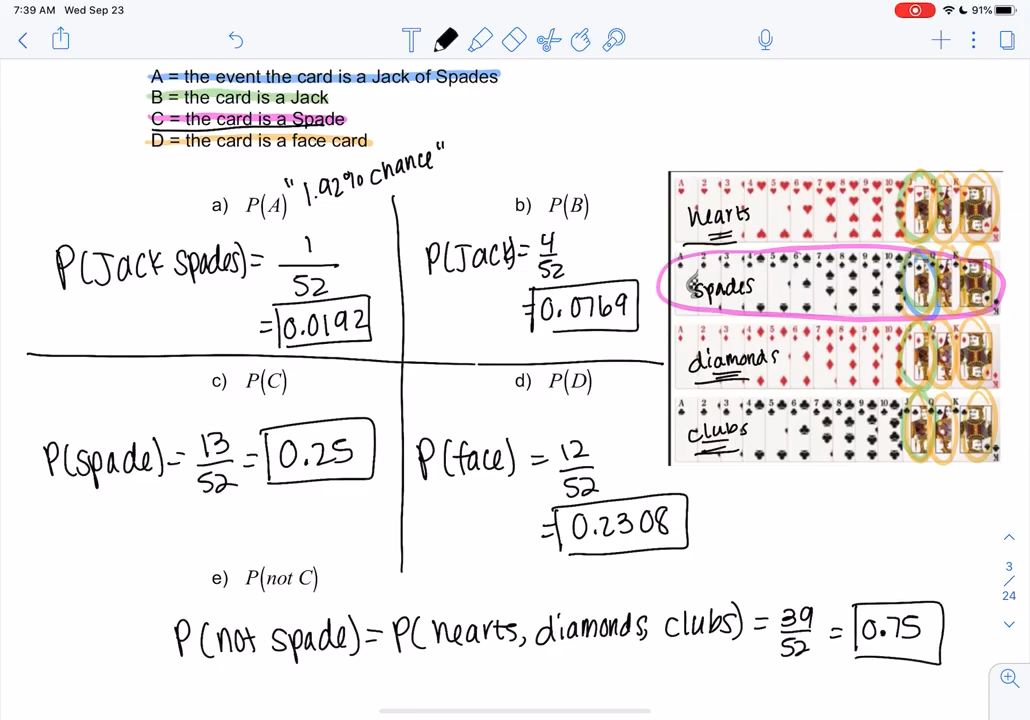 7:39 AM Wed Sep 23
91%
T
A = the event the card is a Jack of Spades
B = the card is a Jack
C = the card is a Spade
D = the card is a face card
a) P(A) "1.92% chance"
P(Jack spades) = 1/52
= 0.0192
b) P(B)
P(Jack) = 4/52
= 0.0769
hearts
spades
diamonds
clubs
c) P(C)
P(spade) = 13/52 = 0.25
d) P(D)
P(face) = 12/52
= 0.2308
e) P(not C)
P(not spade) = P(hearts, diamonds, clubs) = 39/52 = 0.75
3
/
24